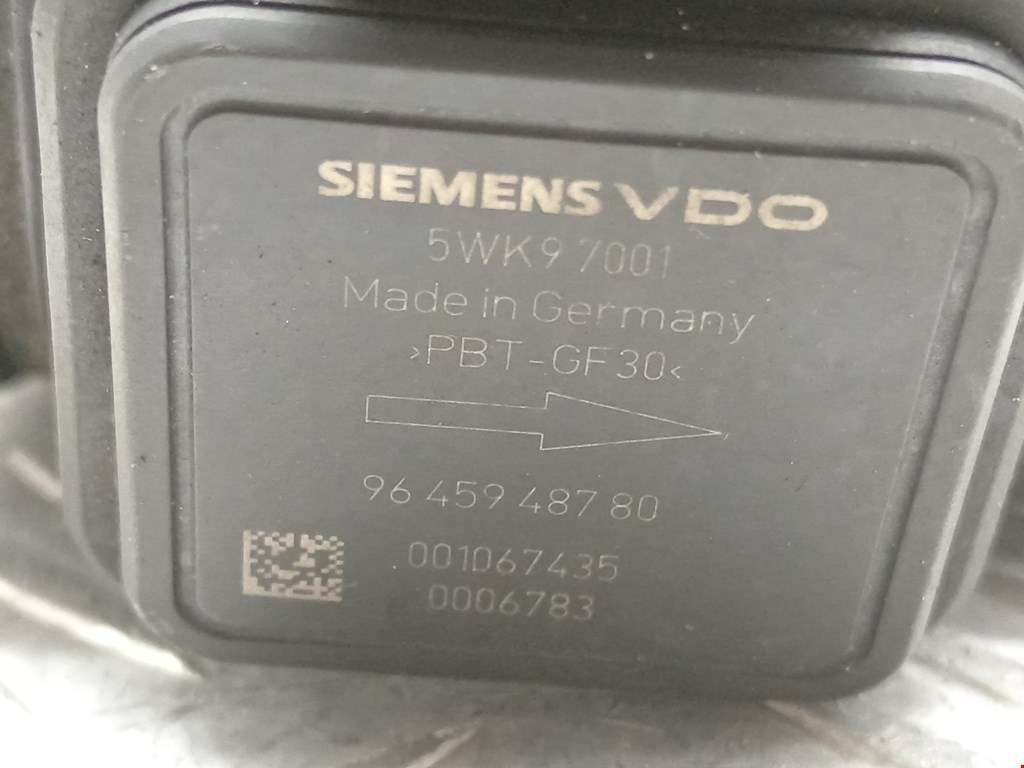 SIEMENS VDO
5WK9 7001
Made in Germany
>PBT-GF30<
96 459 487 80
001067435
0006783